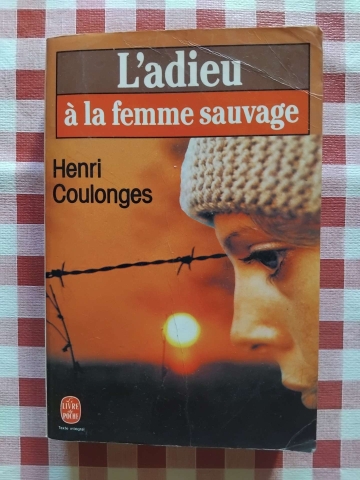 L'adieu
à la femme sauvage
Henri
Coulonges
LE LIVRE
DE POCHE
Texte intégral